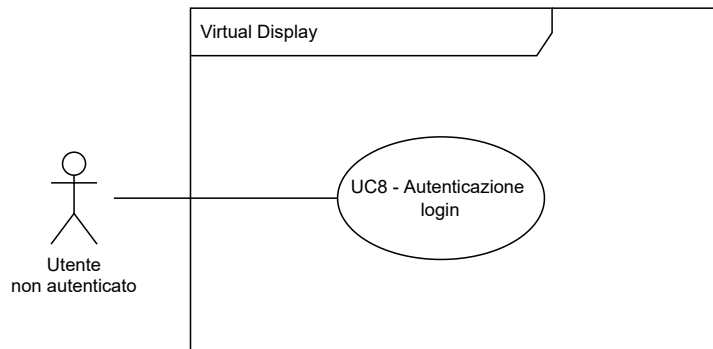 Virtual Display
UC8 - Autenticazione
login
Utente
non autenticato